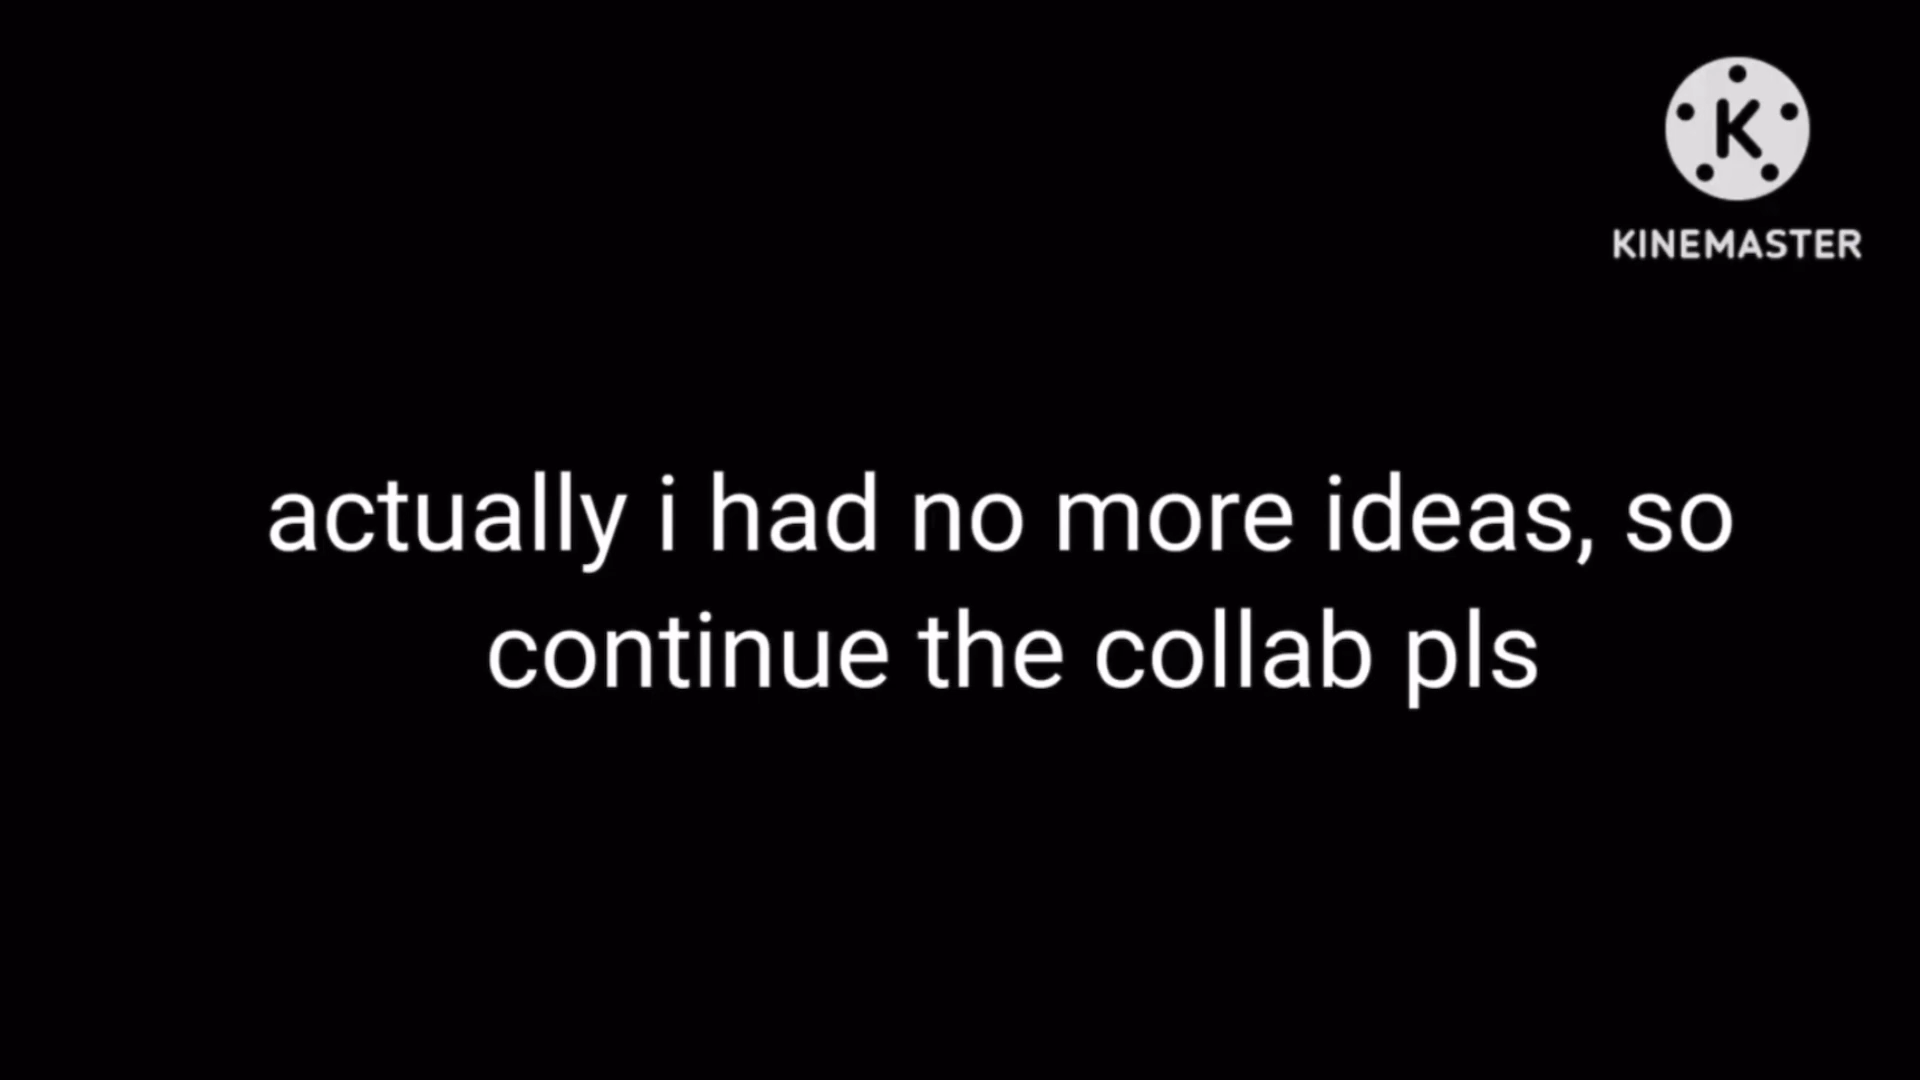 K
KINEMASTER
actually i had no more ideas, so
continue the collab pls